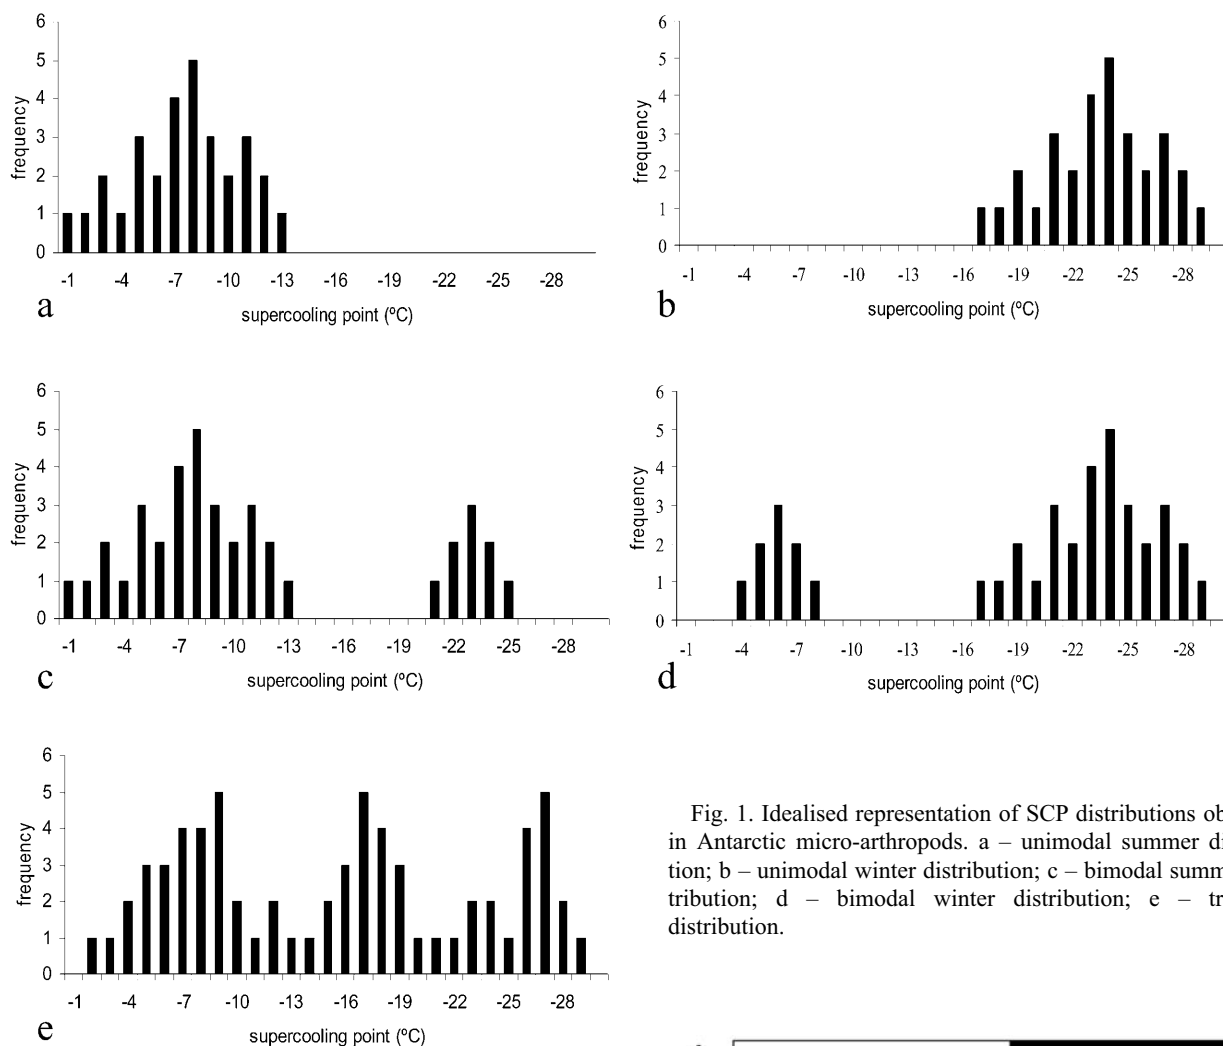 6
5
4
3
2
1
0
frequency
-1 -4 -7 -10 -13 -16 -19 -22 -25 -28
supercooling point (ºC)
a
6
5
4
3
2
1
0
frequency
-1 -4 -7 -10 -13 -16 -19 -22 -25 -28
supercooling point (ºC)
b
6
5
4
3
2
1
0
frequency
-1 -4 -7 -10 -13 -16 -19 -22 -25 -28
supercooling point (ºC)
c
6
5
4
3
2
1
0
frequency
-1 -4 -7 -10 -13 -16 -19 -22 -25 -28
supercooling point (ºC)
d
6
5
4
3
2
1
0
frequency
-1 -4 -7 -10 -13 -16 -19 -22 -25 -28
supercooling point (ºC)
e
Fig. 1. Idealised representation of SCP distributions
in Antarctic micro-arthropods. a – unimodal summer
tion; b – unimodal winter distribution; c – bimodal
tribution; d – bimodal winter distribution; e –
distribution.